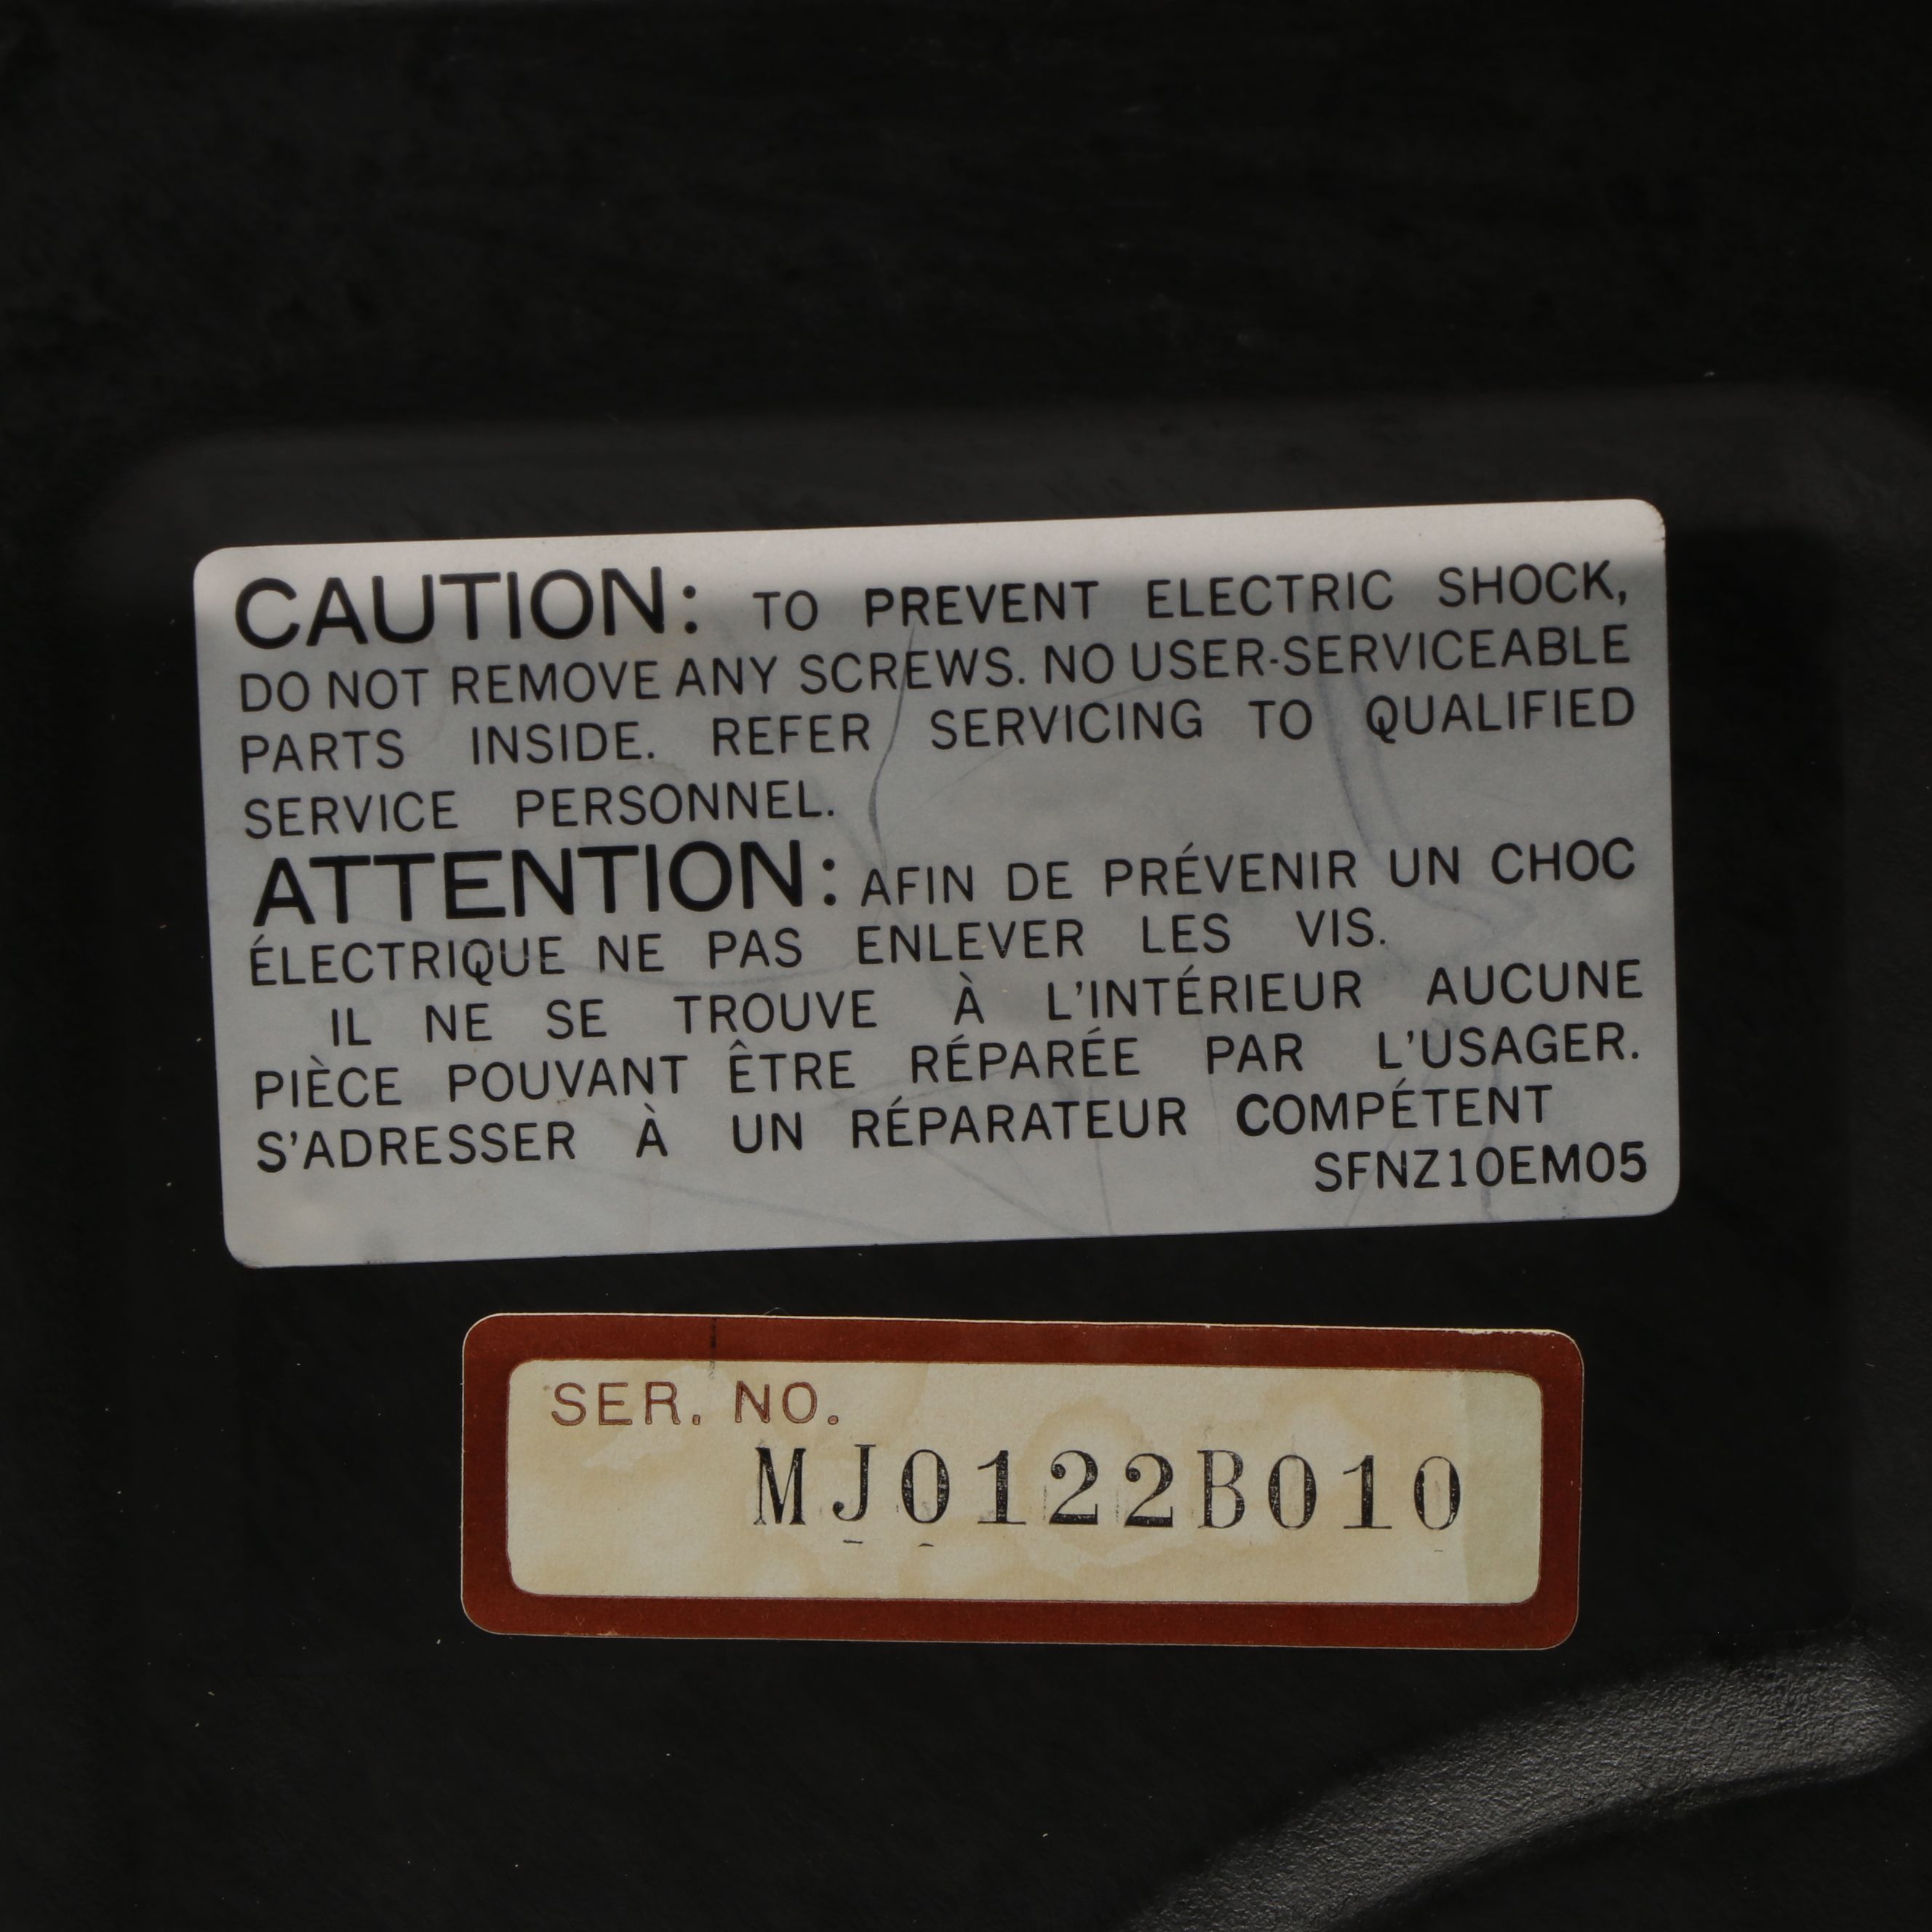 CAUTION: TO PREVENT ELECTRIC SHOCK,
DO NOT REMOVE ANY SCREWS. NO USER-SERVICEABLE
PARTS INSIDE. REFER SERVICING TO QUALIFIED
SERVICE PERSONNEL.
ATTENTION: AFIN DE PRÉVENIR UN CHOC
ÉLECTRIQUE NE PAS ENLEVER LES VIS.
IL NE SE TROUVE À L'INTÉRIEUR AUCUNE
PIÈCE POUVANT ÊTRE RÉPARÉE PAR L'USAGER.
S'ADRESSER À UN RÉPARATEUR COMPÉTENT
SFNZ10EM05
SER. NO.
MJ0122B010